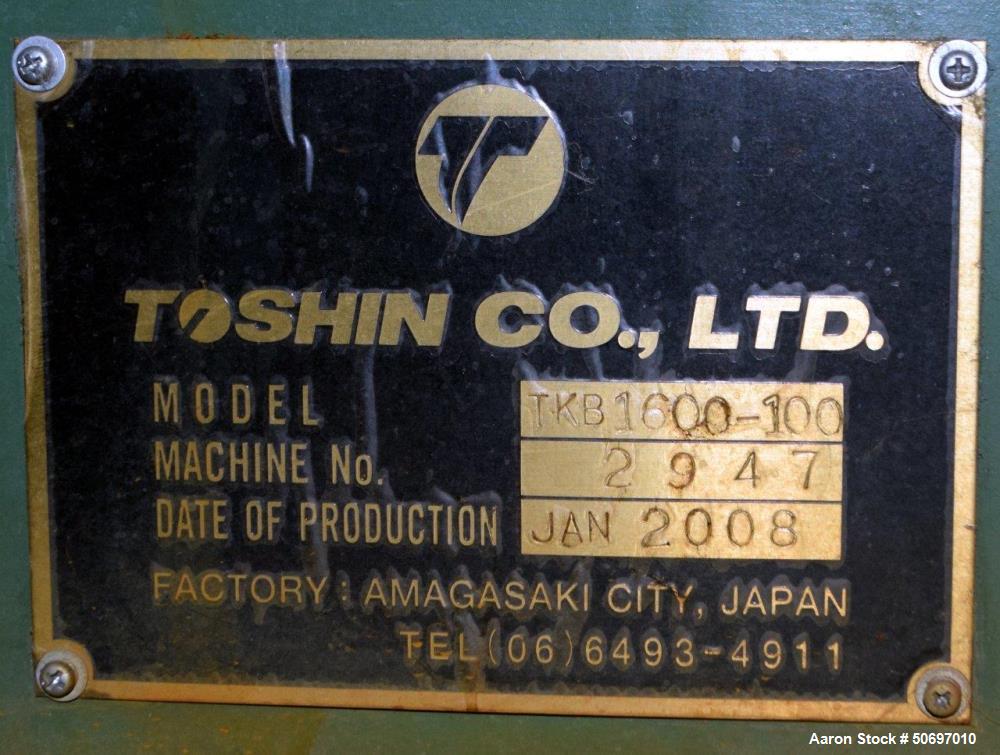 TOSHIN CO., LTD.
MODEL TKB1600-100
MACHINE No. 2947
DATE OF PRODUCTION JAN 2008
FACTORY : AMAGASAKI CITY, JAPAN
TEL (06)6493-4911
Aaron Stock # 50697010